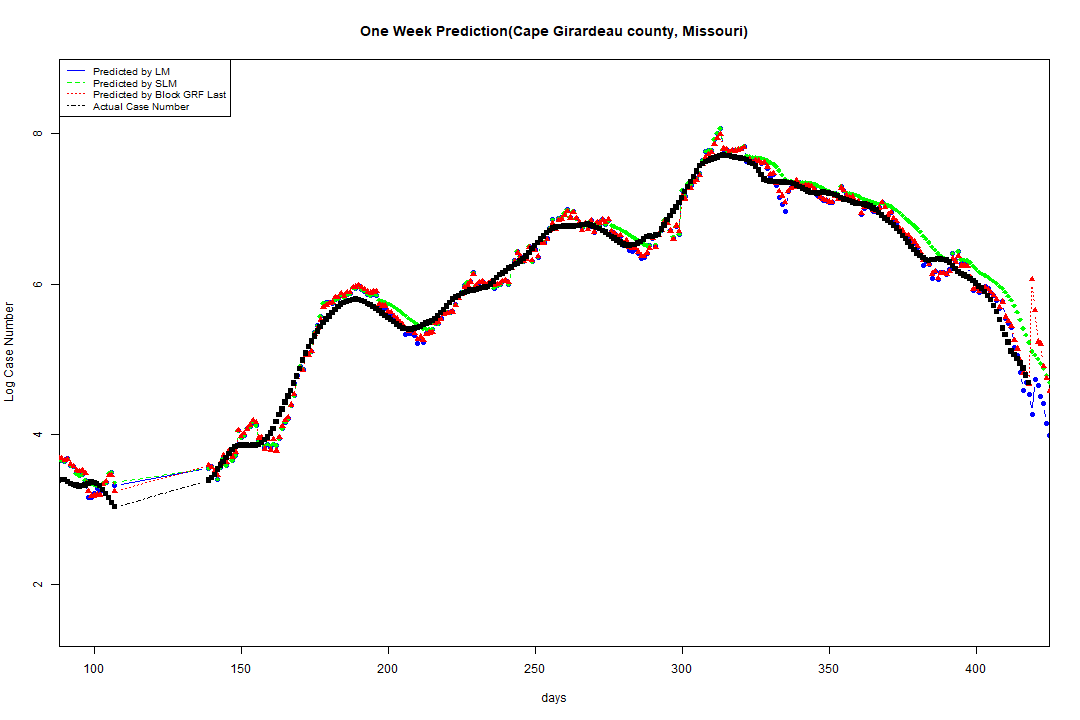 One Week Prediction(Cape Girardeau county, Missouri)
Predicted by LM
Predicted by SLM
Predicted by Block GRF Last
Actual Case Number
Log Case Number
8
6
4
2
100 150 200 250 300 350 400
days